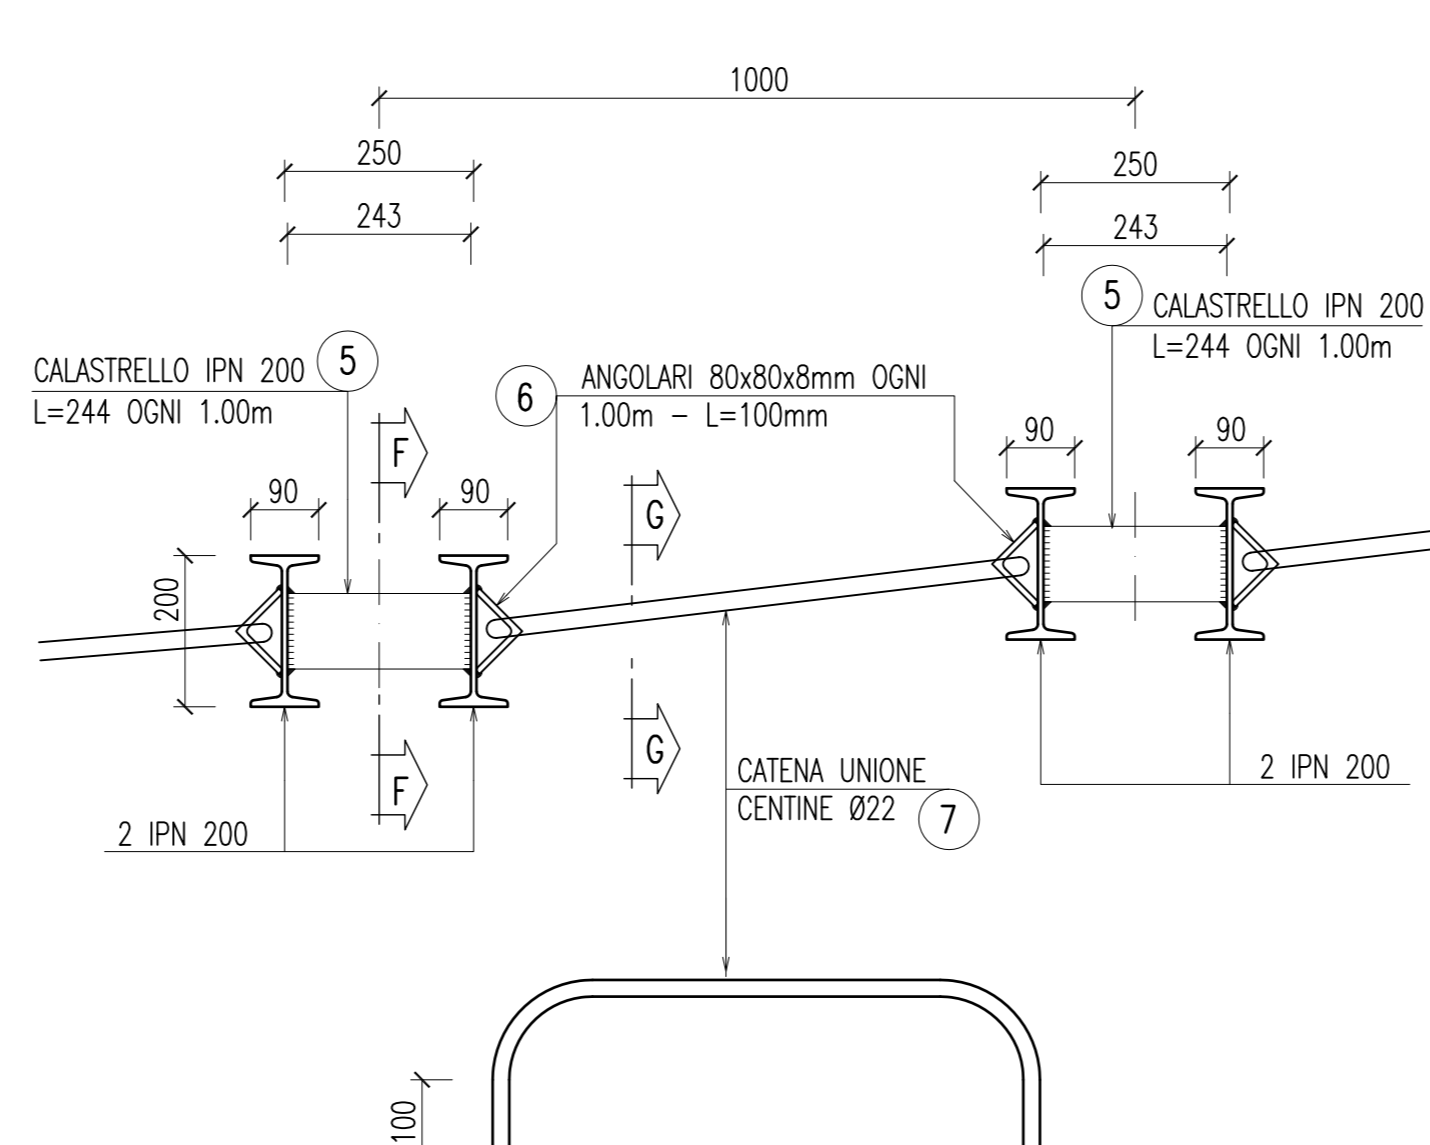 1000
250
250
243
243
5
CALASTRELLO IPN 200
L=244 OGNI 1.00m
5
CALASTRELLO IPN 200
L=244 OGNI 1.00m
6
ANGOLARI 80x80x8mm OGNI
1.00m – L=100mm
90
90
F
90
90
G
200
G
F
2 IPN 200
CATENA UNIONE
CENTINE Ø22
7
2 IPN 200
100